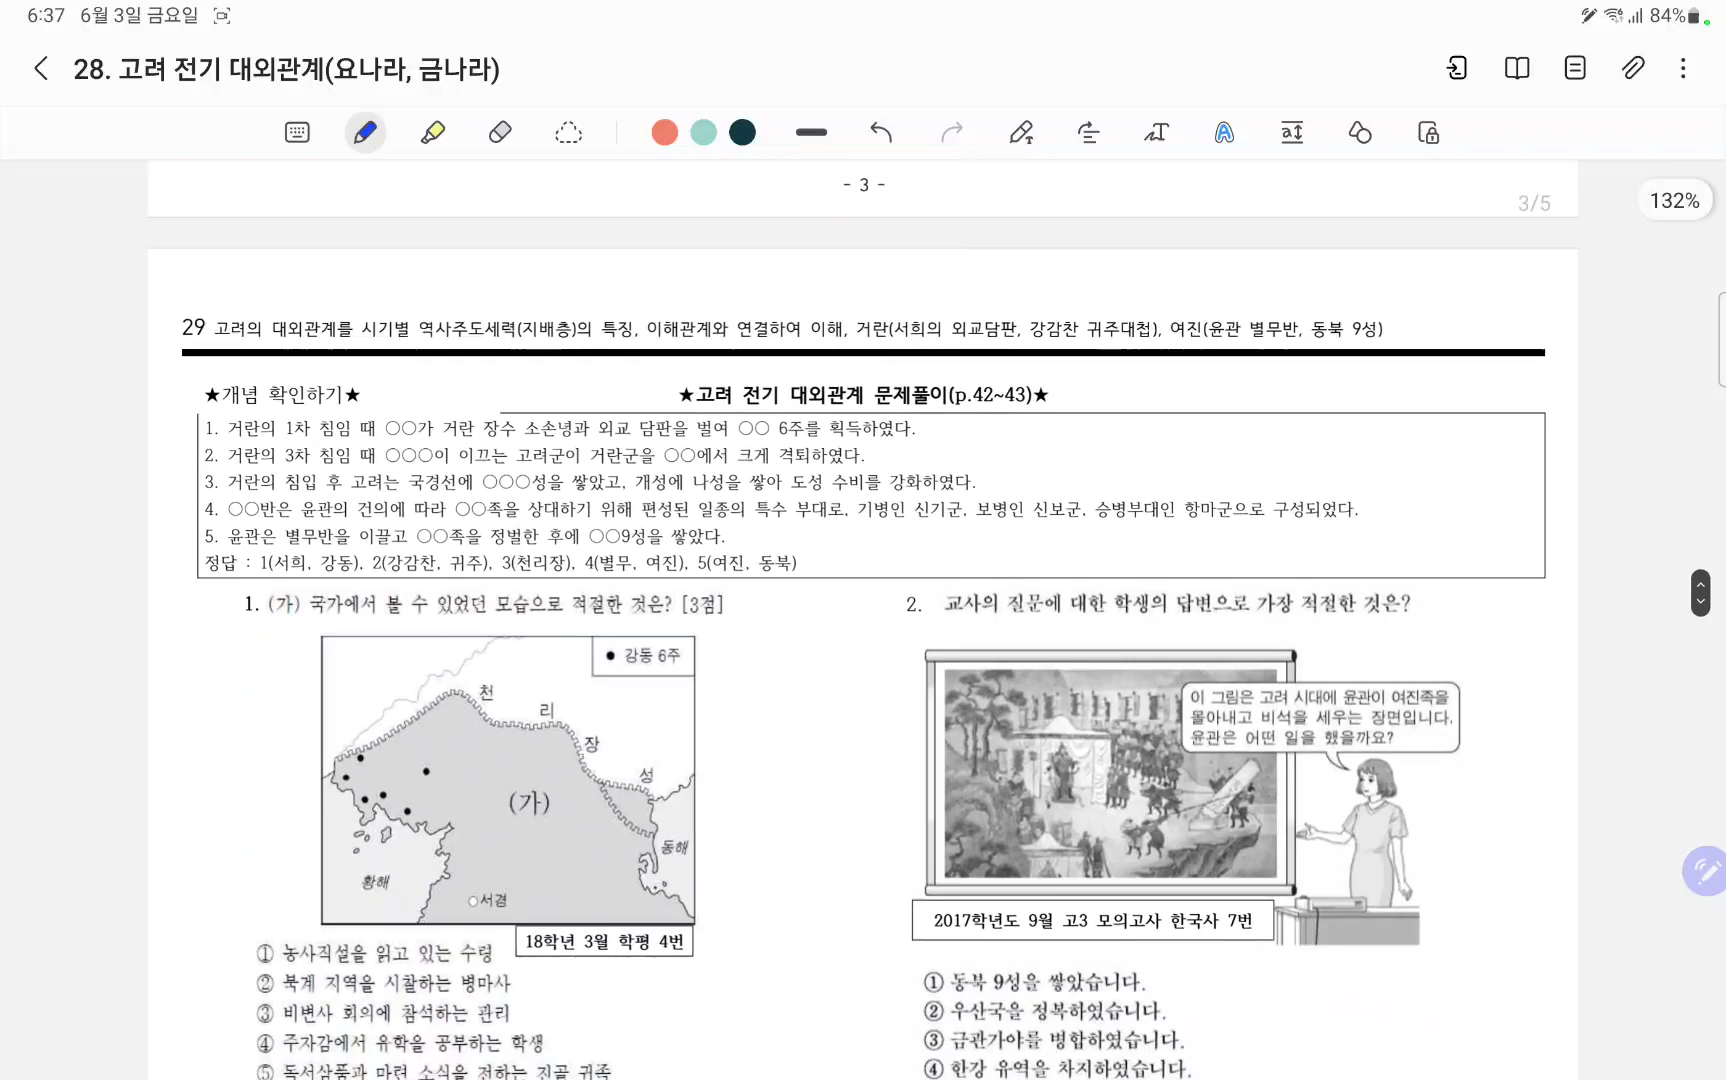 6:37 6월 3일 금요일
84%
28. 고려 전기 대외관계(요나라, 금나라)
- 3 -
3/5
132%
29 고려의 대외관계를 시기별 역사주도세력(지배층)의 특징, 이해관계와 연결하여 이해, 거란(서희의 외교담판, 강감찬 귀주대첩), 여진(윤관 별무반, 동북 9성)
★개념 확인하기★
★고려 전기 대외관계 문제풀이(p.42~43)★
1. 거란의 1차 침임 때 ○○가 거란 장수 소손녕과 외교 담판을 벌여 ○○ 6주를 획득하였다.
2. 거란의 3차 침임 때 ○○○이 이끄는 고려군이 거란군을 ○○에서 크게 격퇴하였다.
3. 거란의 침입 후 고려는 국경선에 ○○○성을 쌓았고, 개성에 나성을 쌓아 도성 수비를 강화하였다.
4. ○○반은 윤관의 건의에 따라 ○○족을 상대하기 위해 편성된 일종의 특수 부대로, 기병인 신기군, 보병인 신보군, 승병부대인 항마군으로 구성되었다.
5. 윤관은 별무반을 이끌고 ○○족을 정벌한 후에 ○○9성을 쌓았다.
정답 : 1(서희, 강동), 2(강감찬, 귀주), 3(천리장), 4(별무, 여진), 5(여진, 동북)
1. (가) 국가에서 볼 수 있었던 모습으로 적절한 것은? [3점]
● 강동 6주
천
리
장
성
(가)
동해
황해
○서경
18학년 3월 학평 4번
① 농사직설을 읽고 있는 수령
② 북계 지역을 시찰하는 병마사
③ 비변사 회의에 참석하는 관리
④ 주자감에서 유학을 공부하는 학생
⑤ 독서삼품과 마련 소식을 전하는 진골 귀족
2. 교사의 질문에 대한 학생의 답변으로 가장 적절한 것은?
이 그림은 고려 시대에 윤관이 여진족을
몰아내고 비석을 세우는 장면입니다.
윤관은 어떤 일을 했을까요?
2017학년도 9월 고3 모의고사 한국사 7번
① 동북 9성을 쌓았습니다.
② 우산국을 정복하였습니다.
③ 금관가야를 병합하였습니다.
④ 한강 유역을 차지하였습니다.